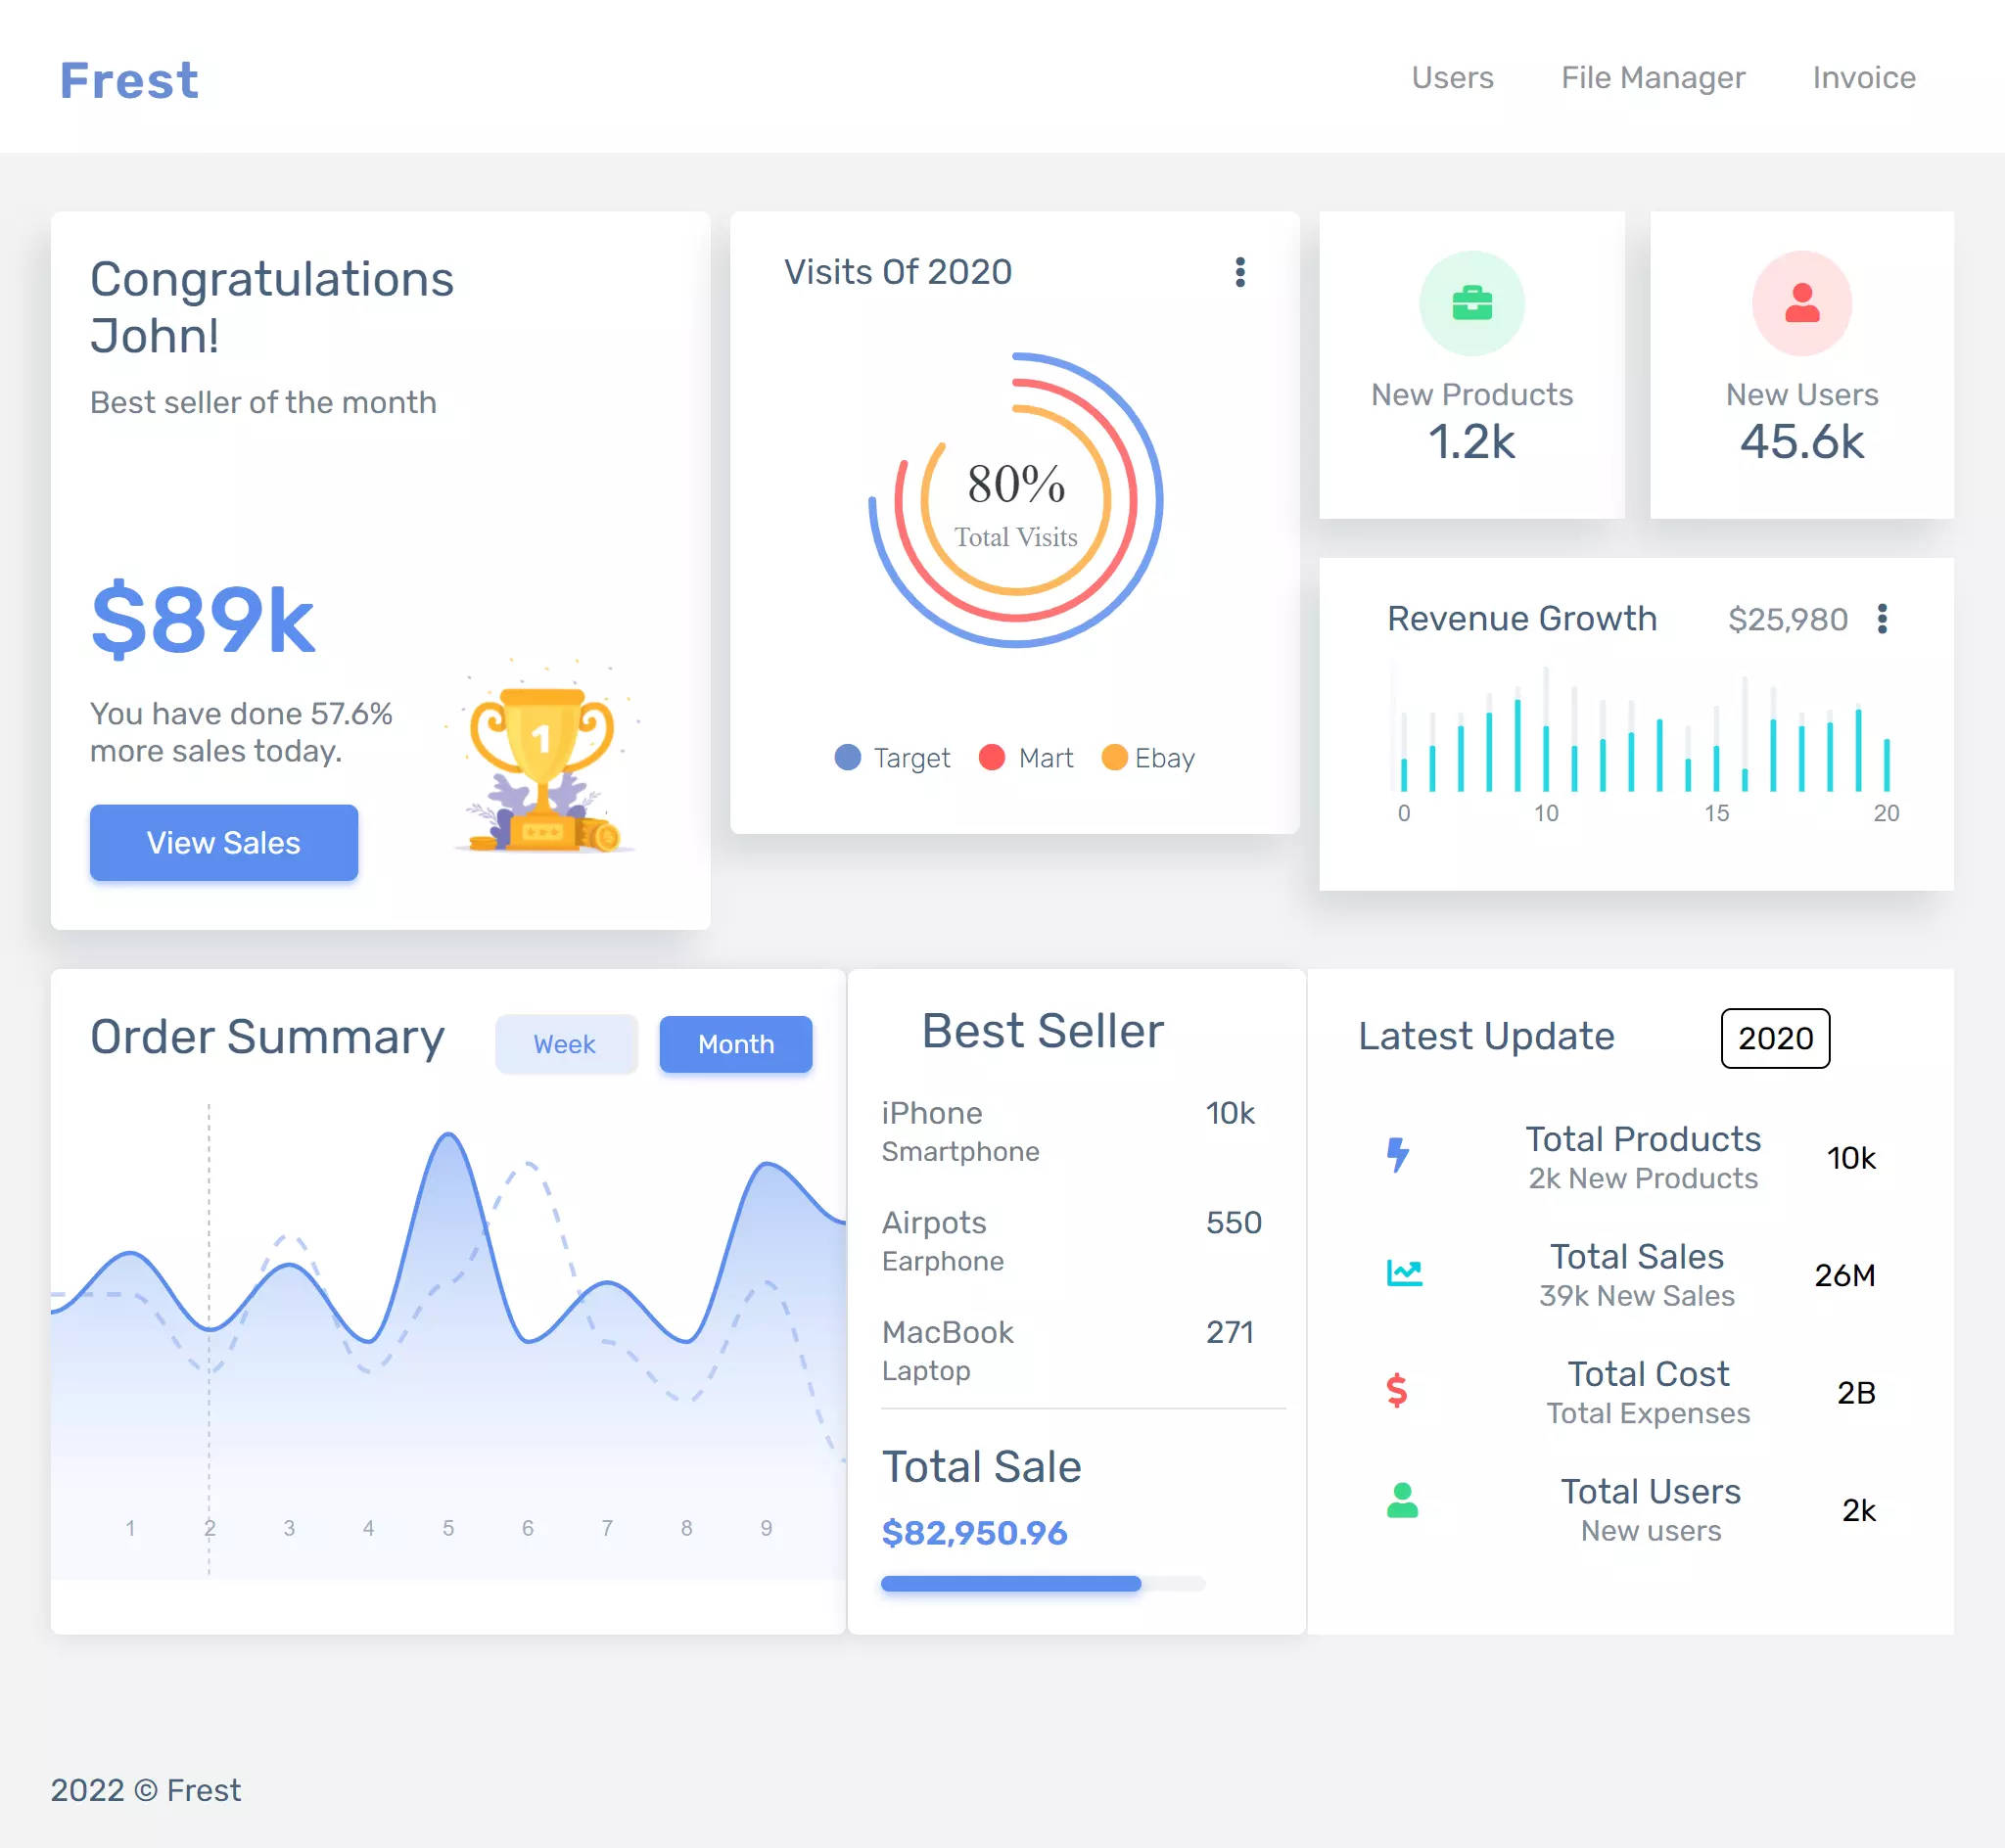 Frest
Users
File Manager
Invoice
Congratulations
John!
Best seller of the month
$89k
You have done 57.6%
more sales today.
1
View Sales
Visits Of 2020
80%
Total Visits
Target
Mart
Ebay
New Products
1.2k
New Users
45.6k
Revenue Growth
$25,980
0
10
15
20
Order Summary
Week
Month
1
2
3
4
5
6
7
8
9
Best Seller
iPhone
10k
Smartphone
Airpots
550
Earphone
MacBook
271
Laptop
Total Sale
$82,950.96
Latest Update
2020
Total Products
2k New Products
10k
Total Sales
39k New Sales
26M
Total Cost
Total Expenses
2B
Total Users
New users
2k
2022 © Frest